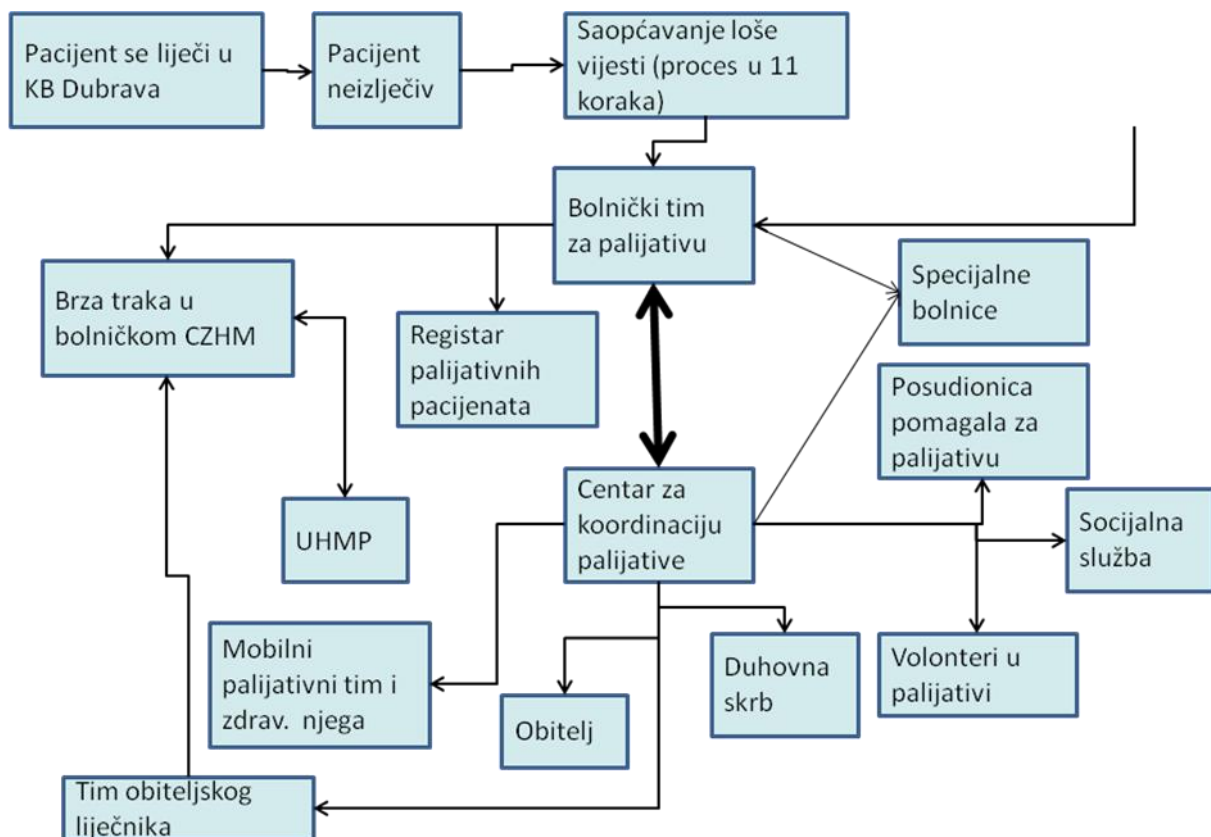 Pacijent se liječi u
KB Dubrava
Pacijent
neizlječiv
Saopćavanje loše
vijesti (proces u 11
koraka)
Bolnički tim
za palijativu
Brza traka u
bolničkom CZHM
Registar
palijativnih
pacijenata
Specijalne
bolnice
Posudionica
pomagala za
palijativu
UHMP
Centar za
koordinaciju
palijative
Socijalna
služba
Mobilni
palijativni tim i
zdrav. njega
Obitelj
Duhovna
skrb
Volonteri u
palijativi
Tim obiteljskog
liječnika